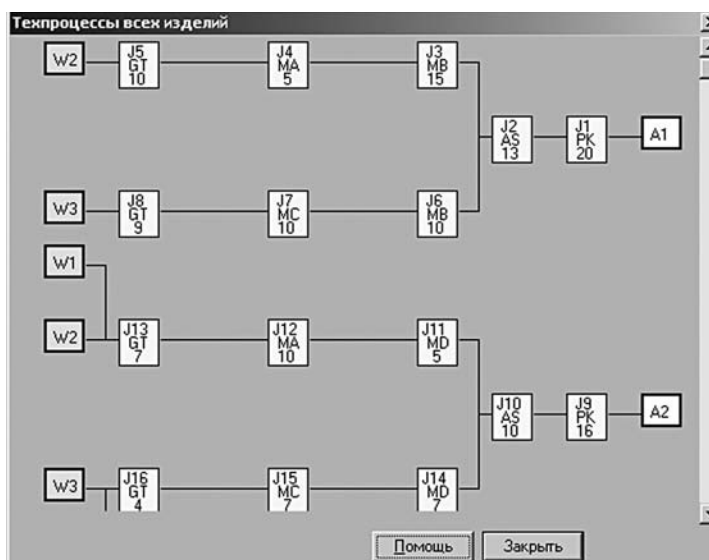 Техпроцессы всех изделий
W2
J5
GT
10
J4
MA
5
J3
MB
15
J2
AS
13
J1
PK
20
A1
W3
J8
GT
9
J7
MC
10
J6
MB
10
W1
W2
J13
GT
7
J12
MA
10
J11
MD
5
J10
AS
10
J9
PK
16
A2
W3
J16
GT
4
J15
MC
7
J14
MD
7
Помощь
Закрыть